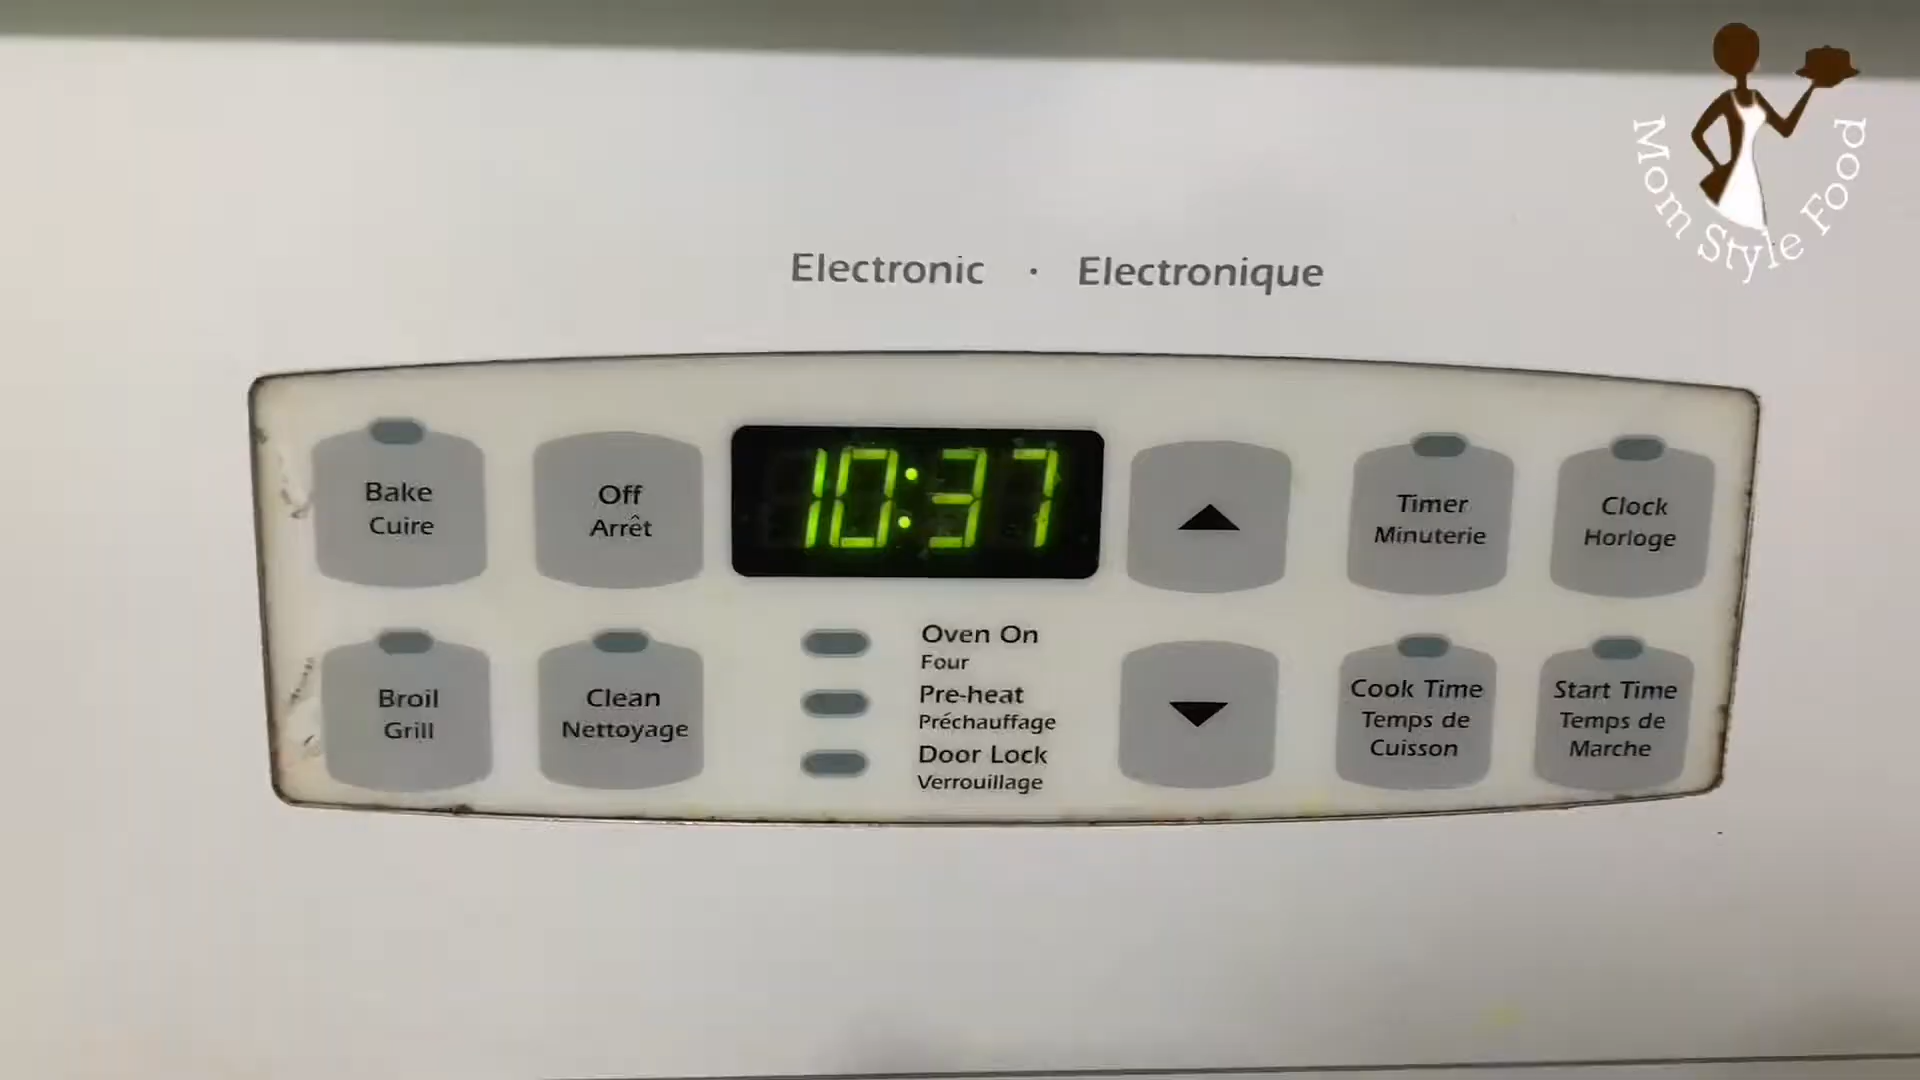 Mom Style Food
Electronic · Electronique
Bake
Cuire
Off
Arrêt
10:37
Timer
Minuterie
Clock
Horloge
Broil
Grill
Clean
Nettoyage
Oven On
Four
Pre-heat
Préchauffage
Door Lock
Verrouillage
Cook Time
Temps de
Cuisson
Start Time
Temps de
Marche